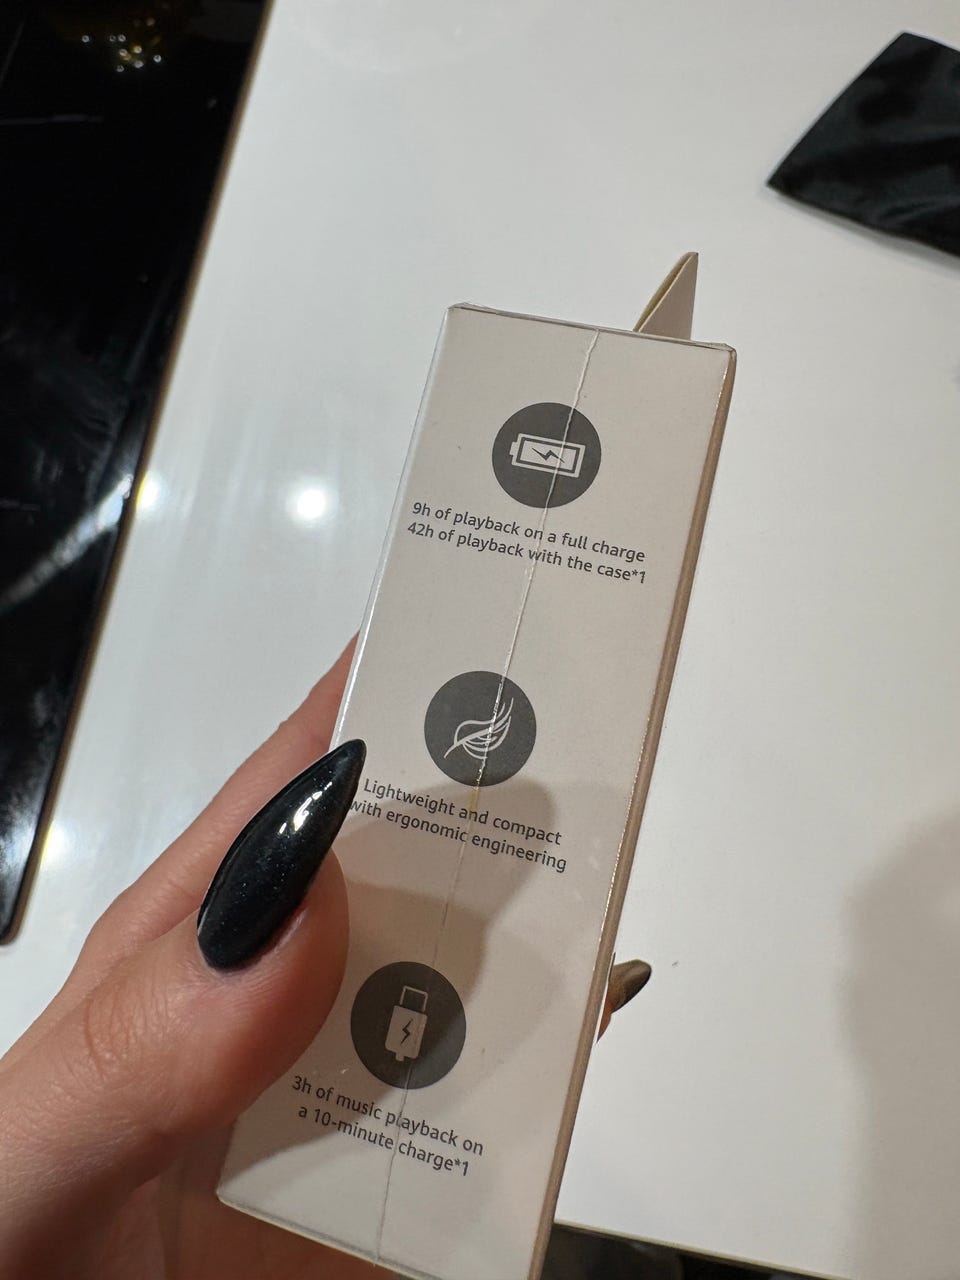 9h of playback on a full charge
42h of playback with the case*1
Lightweight and compact
with ergonomic engineering
3h of music playback on
a 10-minute charge*1